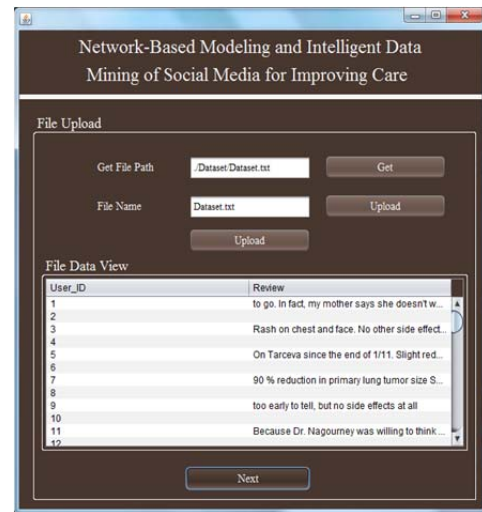 Network-Based Modeling and Intelligent Data
Mining of Social Media for Improving Care
File Upload
Get File Path ./Dataset/Dataset.txt Get
File Name Dataset.txt Upload
Upload
File Data View
User_ID Review
1 to go. In fact, my mother says she doesn't w...
2
3 Rash on chest and face. No other side effect...
4
5 On Tarceva since the end of 1/11. Slight red...
6
7 90 % reduction in primary lung tumor size S...
8
9 too early to tell, but no side effects at all
10
11 Because Dr. Nagourney was willing to think ...
12
Next